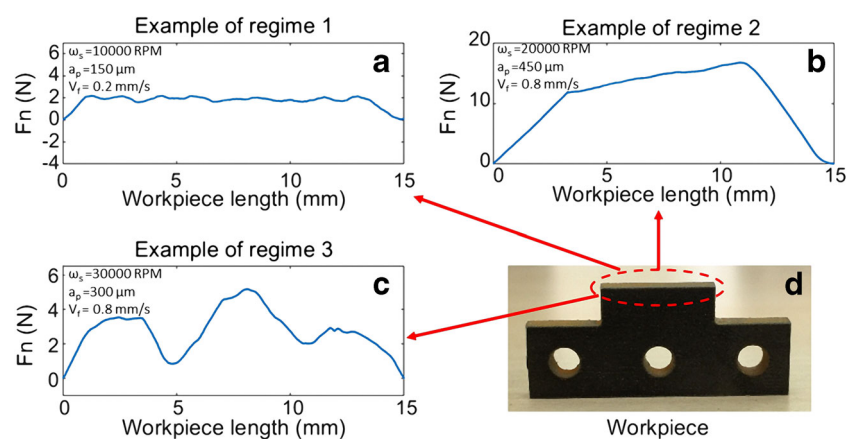 Example of regime 1
ωs =10000 RPM
ap =150 µm
Vf = 0.2 mm/s
a
Fn (N)
6
4
2
0
-2
-4
0 5 10 15
Workpiece length (mm)
Example of regime 2
ωs =20000 RPM
ap =450 µm
Vf = 0.8 mm/s
b
Fn (N)
20
10
0
0 5 10 15
Workpiece length (mm)
Example of regime 3
ωs =30000 RPM
ap =300 µm
Vf = 0.8 mm/s
c
Fn (N)
6
4
2
0
0 5 10 15
Workpiece length (mm)
d
Workpiece